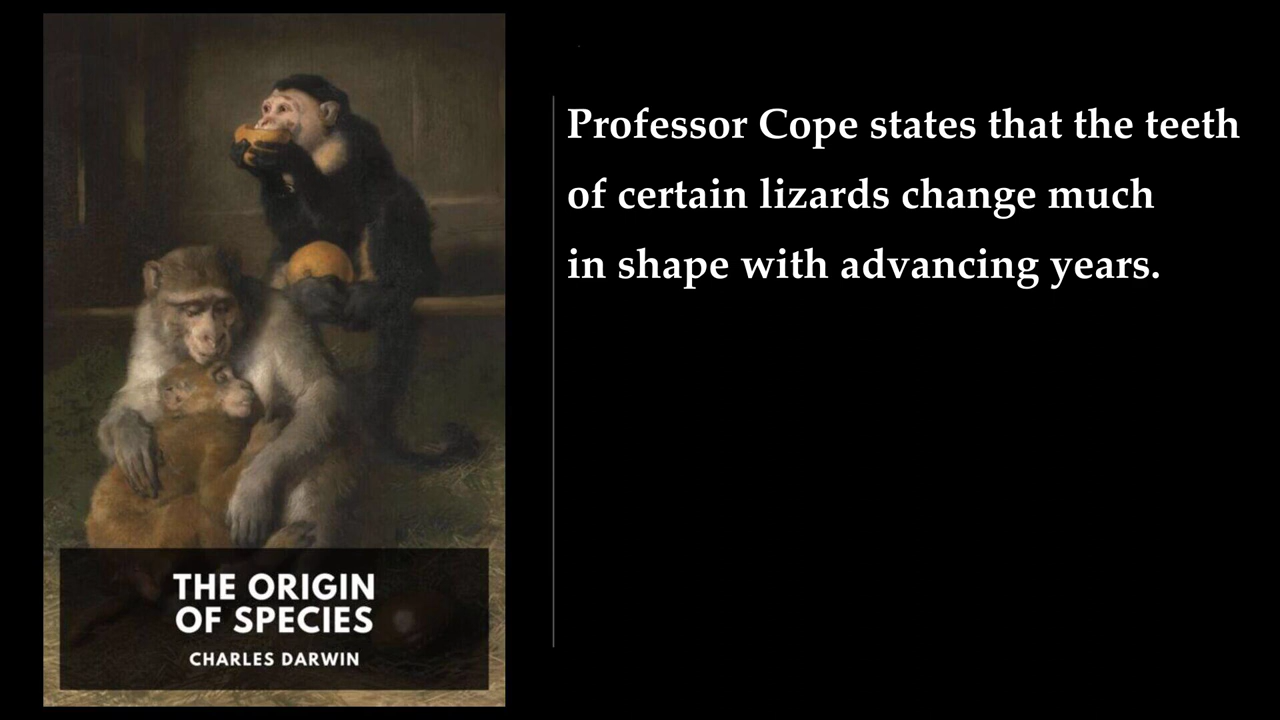 THE ORIGIN
OF SPECIES
CHARLES DARWIN
Professor Cope states that the teeth
of certain lizards change much
in shape with advancing years.